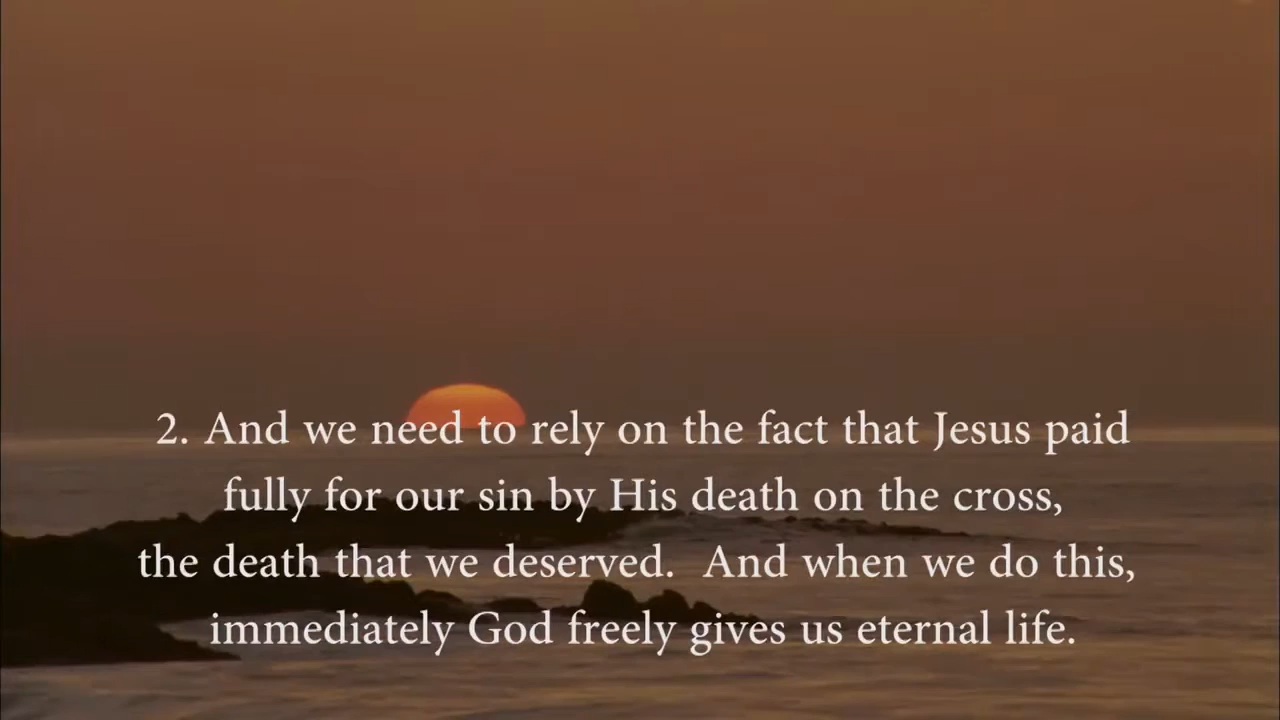 2. And we need to rely on the fact that Jesus paid
fully for our sin by His death on the cross,
the death that we deserved.  And when we do this,
immediately God freely gives us eternal life.